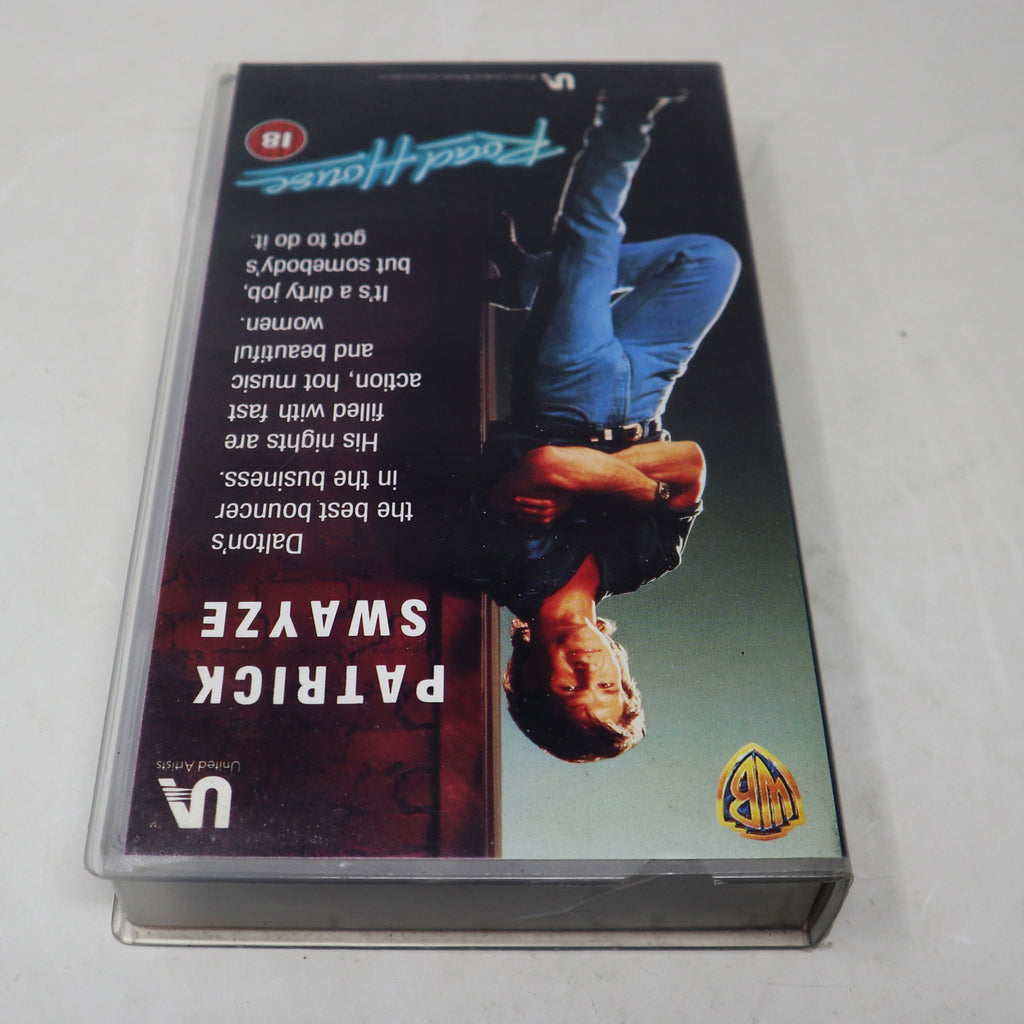 UA
United Artists
WB
PATRICK
SWAYZE
Dalton's
the best bouncer
in the business.
His nights are
filled with fast
action, hot music
and beautiful
women.
It's a dirty job,
but somebody's
got to do it.
Road House
18
UA